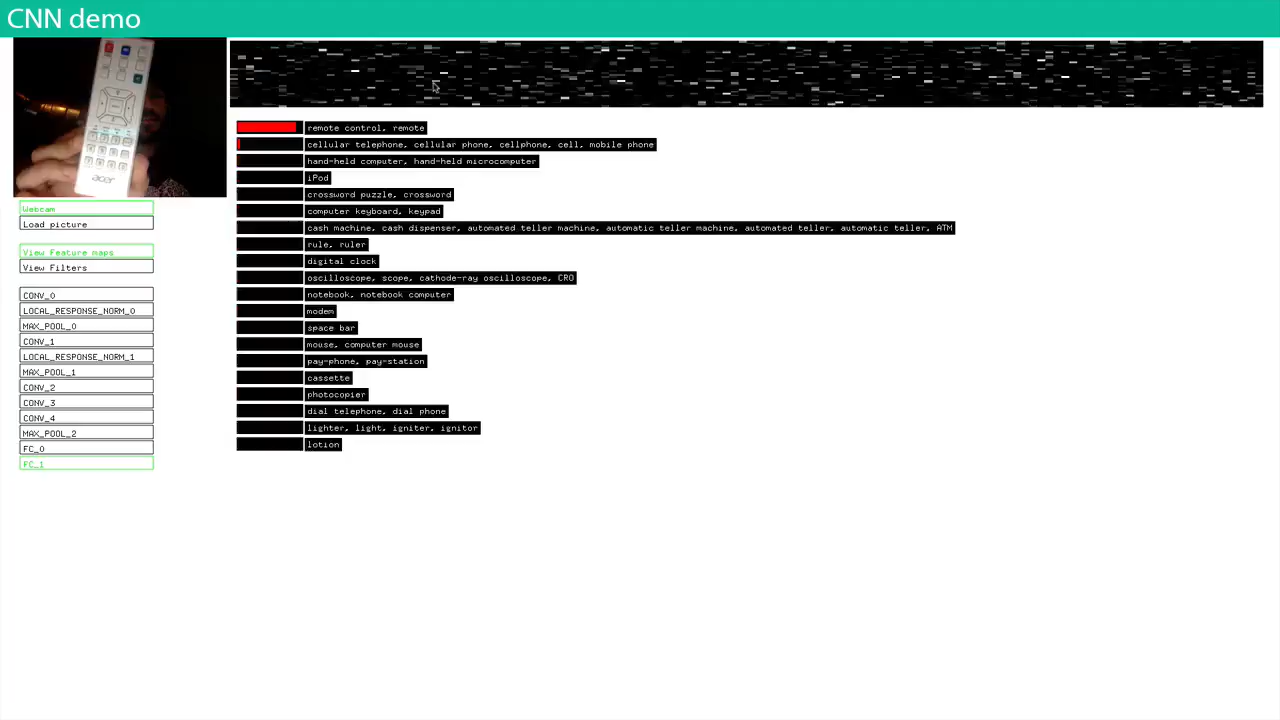 CNN demo
acer
Webcam
Load picture
View Feature maps
View Filters
CONV_0
LOCAL_RESPONSE_NORM_0
MAX_POOL_0
CONV_1
LOCAL_RESPONSE_NORM_1
MAX_POOL_1
CONV_2
CONV_3
CONV_4
MAX_POOL_2
FC_0
FC_1
remote control, remote
cellular telephone, cellular phone, cellphone, cell, mobile phone
hand-held computer, hand-held microcomputer
iPod
crossword puzzle, crossword
computer keyboard, keypad
cash machine, cash dispenser, automated teller machine, automatic teller machine, automated teller, automatic teller, ATM
rule, ruler
digital clock
oscilloscope, scope, cathode-ray oscilloscope, CRO
notebook, notebook computer
modem
space bar
mouse, computer mouse
pay-phone, pay-station
cassette
photocopier
dial telephone, dial phone
lighter, light, igniter, ignitor
lotion